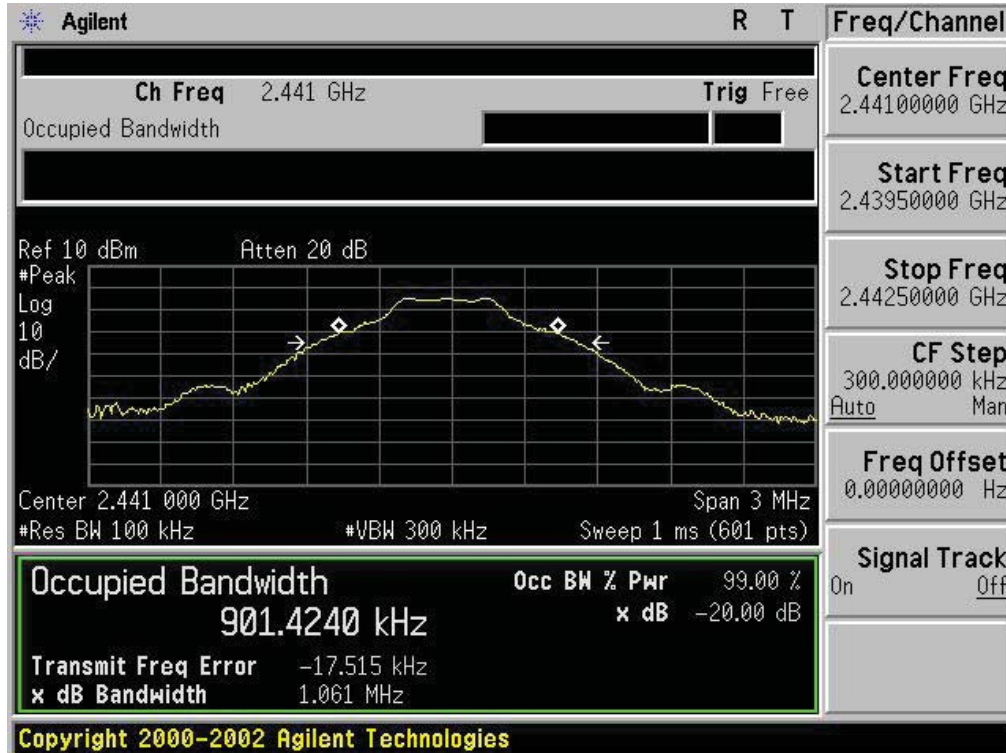 Agilent R T
Ch Freq 2.441 GHz Trig Free
Occupied Bandwidth
Ref 10 dBm Atten 20 dB
#Peak
Log
10
dB/
Center 2.441 000 GHz Span 3 MHz
#Res BW 100 kHz #VBW 300 kHz Sweep 1 ms (601 pts)
Occupied Bandwidth Occ BW % Pwr 99.00 %
901.4240 kHz x dB -20.00 dB
Transmit Freq Error -17.515 kHz
x dB Bandwidth 1.061 MHz
Copyright 2000-2002 Agilent Technologies
Freq/Channel
Center Freq
2.44100000 GHz
Start Freq
2.43950000 GHz
Stop Freq
2.44250000 GHz
CF Step
300.000000 kHz
Auto Man
Freq Offset
0.00000000 Hz
Signal Track
On Off